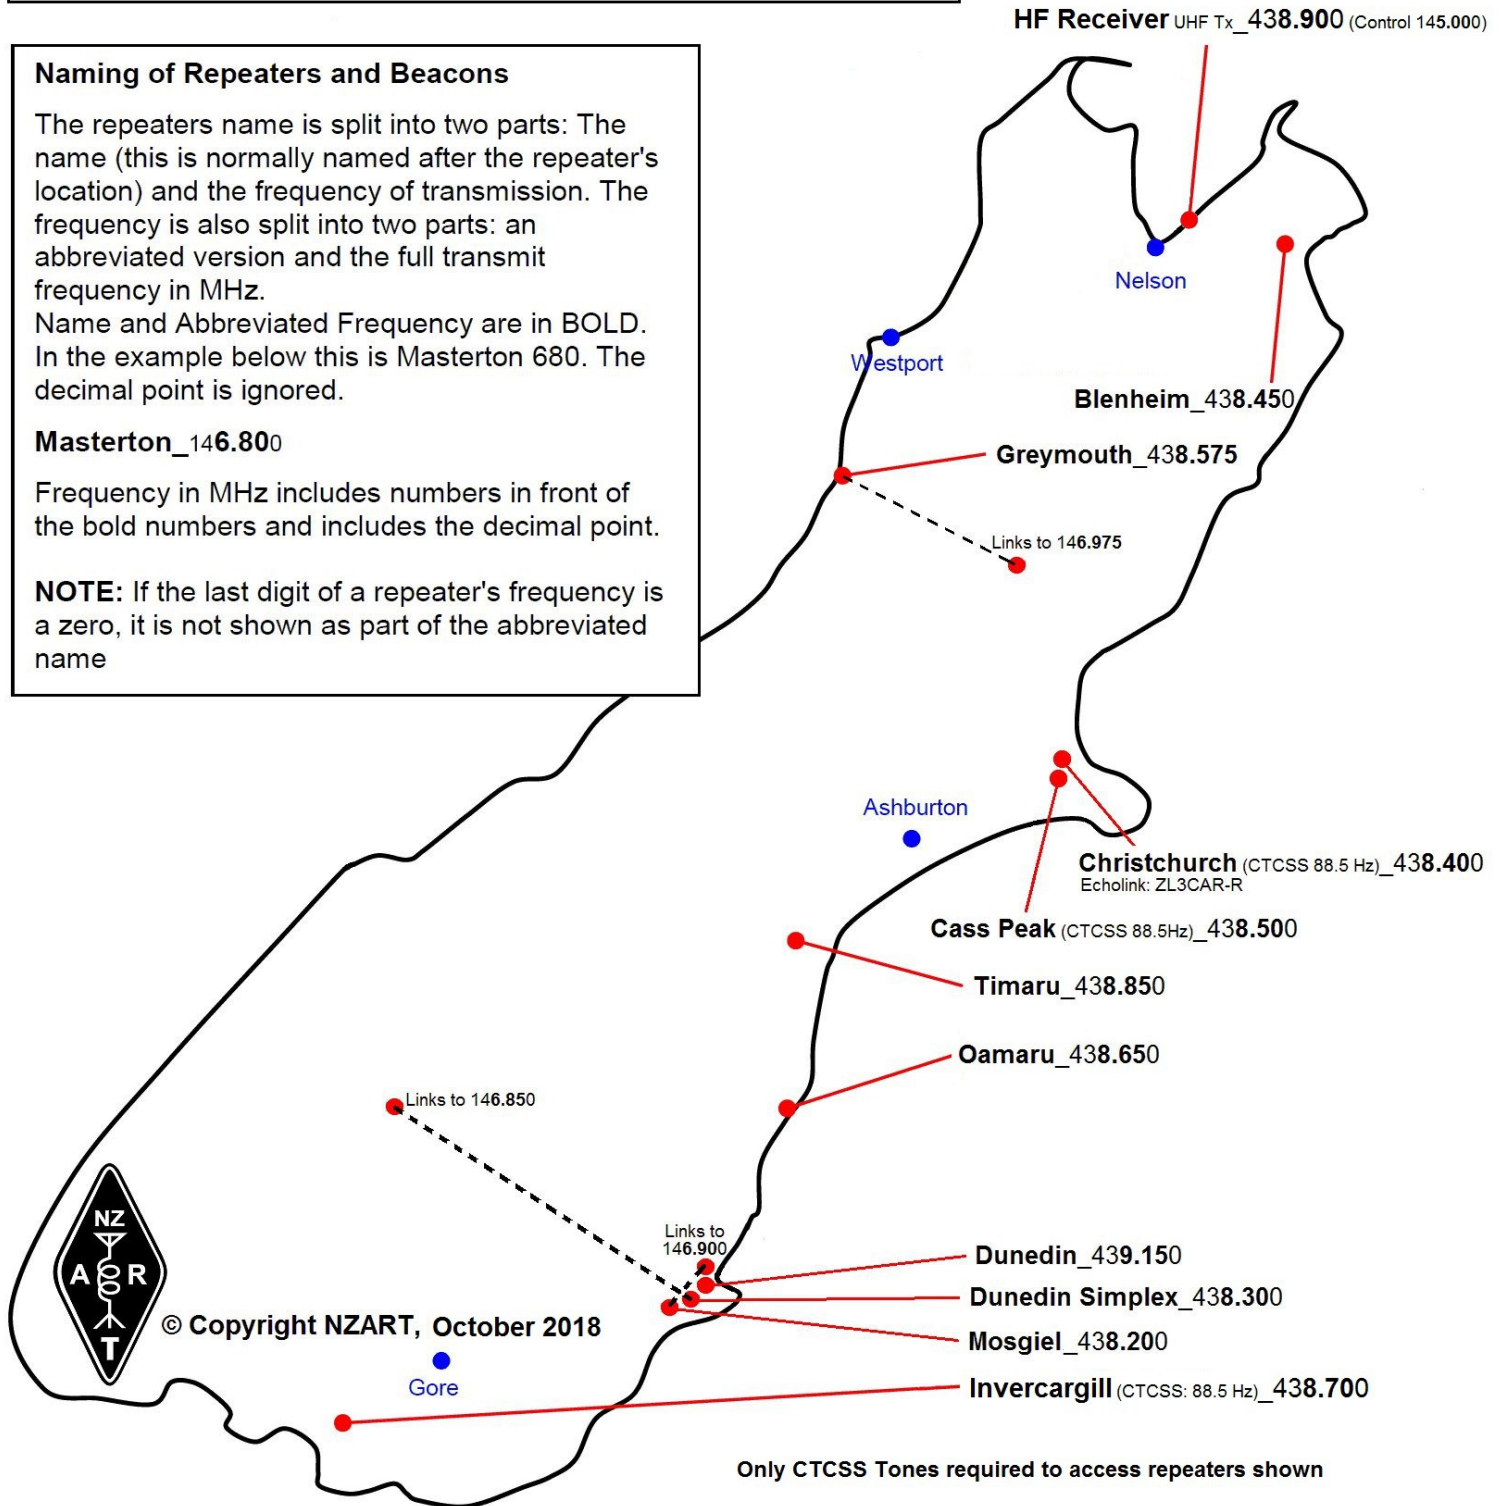 HF Receiver UHF Tx_438.900 (Control 145.000)
Naming of Repeaters and Beacons
The repeaters name is split into two parts: The
name (this is normally named after the repeater's
location) and the frequency of transmission. The
frequency is also split into two parts: an
abbreviated version and the full transmit
frequency in MHz.
Name and Abbreviated Frequency are in BOLD.
In the example below this is Masterton 680. The
decimal point is ignored.
Masterton_146.800
Frequency in MHz includes numbers in front of
the bold numbers and includes the decimal point.
NOTE: If the last digit of a repeater's frequency is
a zero, it is not shown as part of the abbreviated
name
Nelson
Westport
Blenheim_438.450
Greymouth_438.575
Links to 146.975
Ashburton
Christchurch (CTCSS 88.5 Hz)_438.400
Echolink: ZL3CAR-R
Cass Peak (CTCSS 88.5Hz)_438.500
Timaru_438.850
Oamaru_438.650
Links to 146.850
Links to
146.900
Dunedin_439.150
Dunedin Simplex_438.300
Mosgiel_438.200
Invercargill (CTCSS: 88.5 Hz)_438.700
NZ
A R
T
© Copyright NZART, October 2018
Gore
Only CTCSS Tones required to access repeaters shown